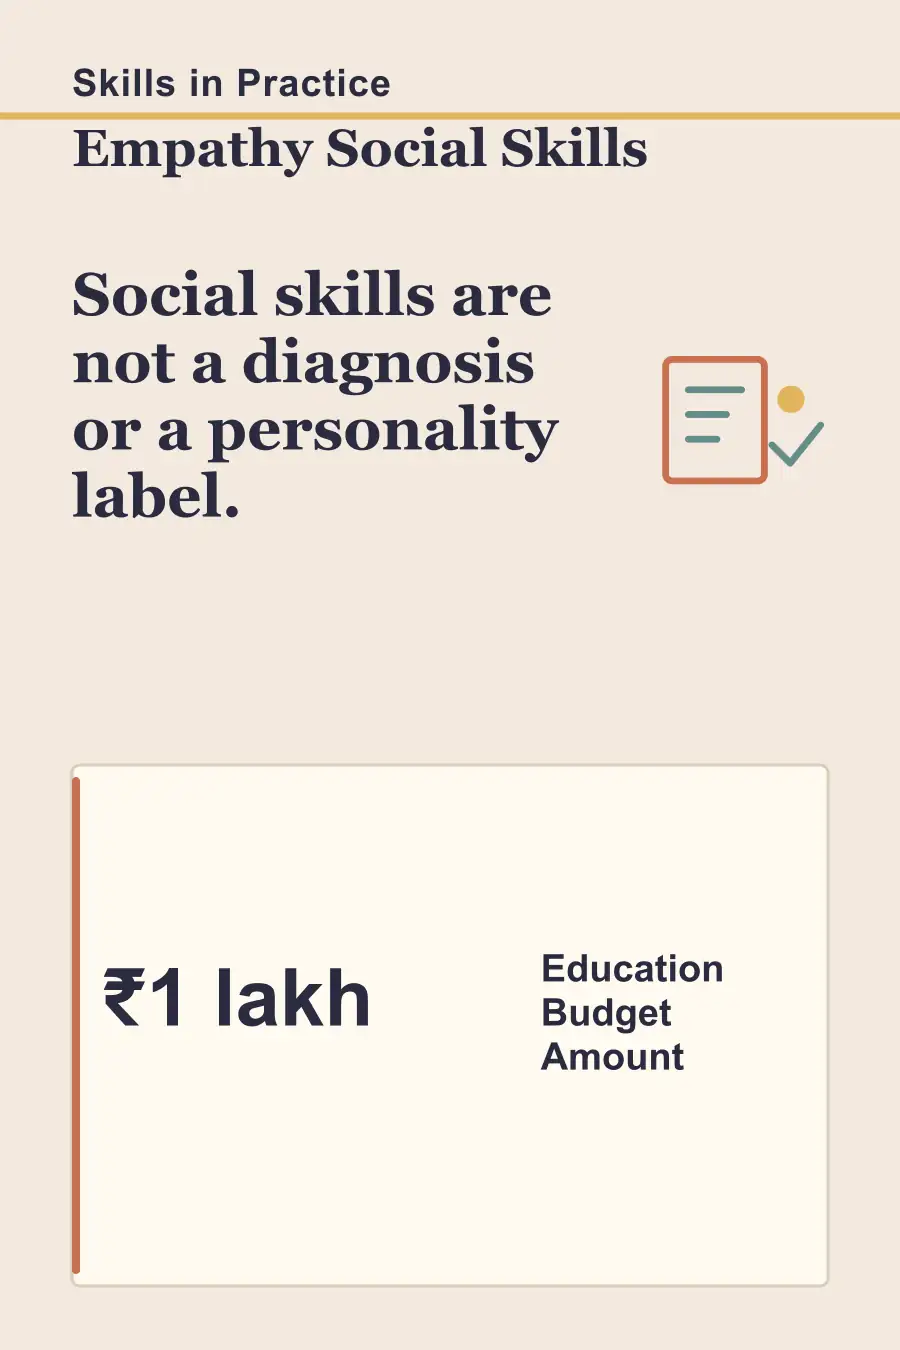 Skills in Practice
Empathy Social Skills
Social skills are
not a diagnosis
or a personality
label.
₹1 lakh
Education
Budget
Amount